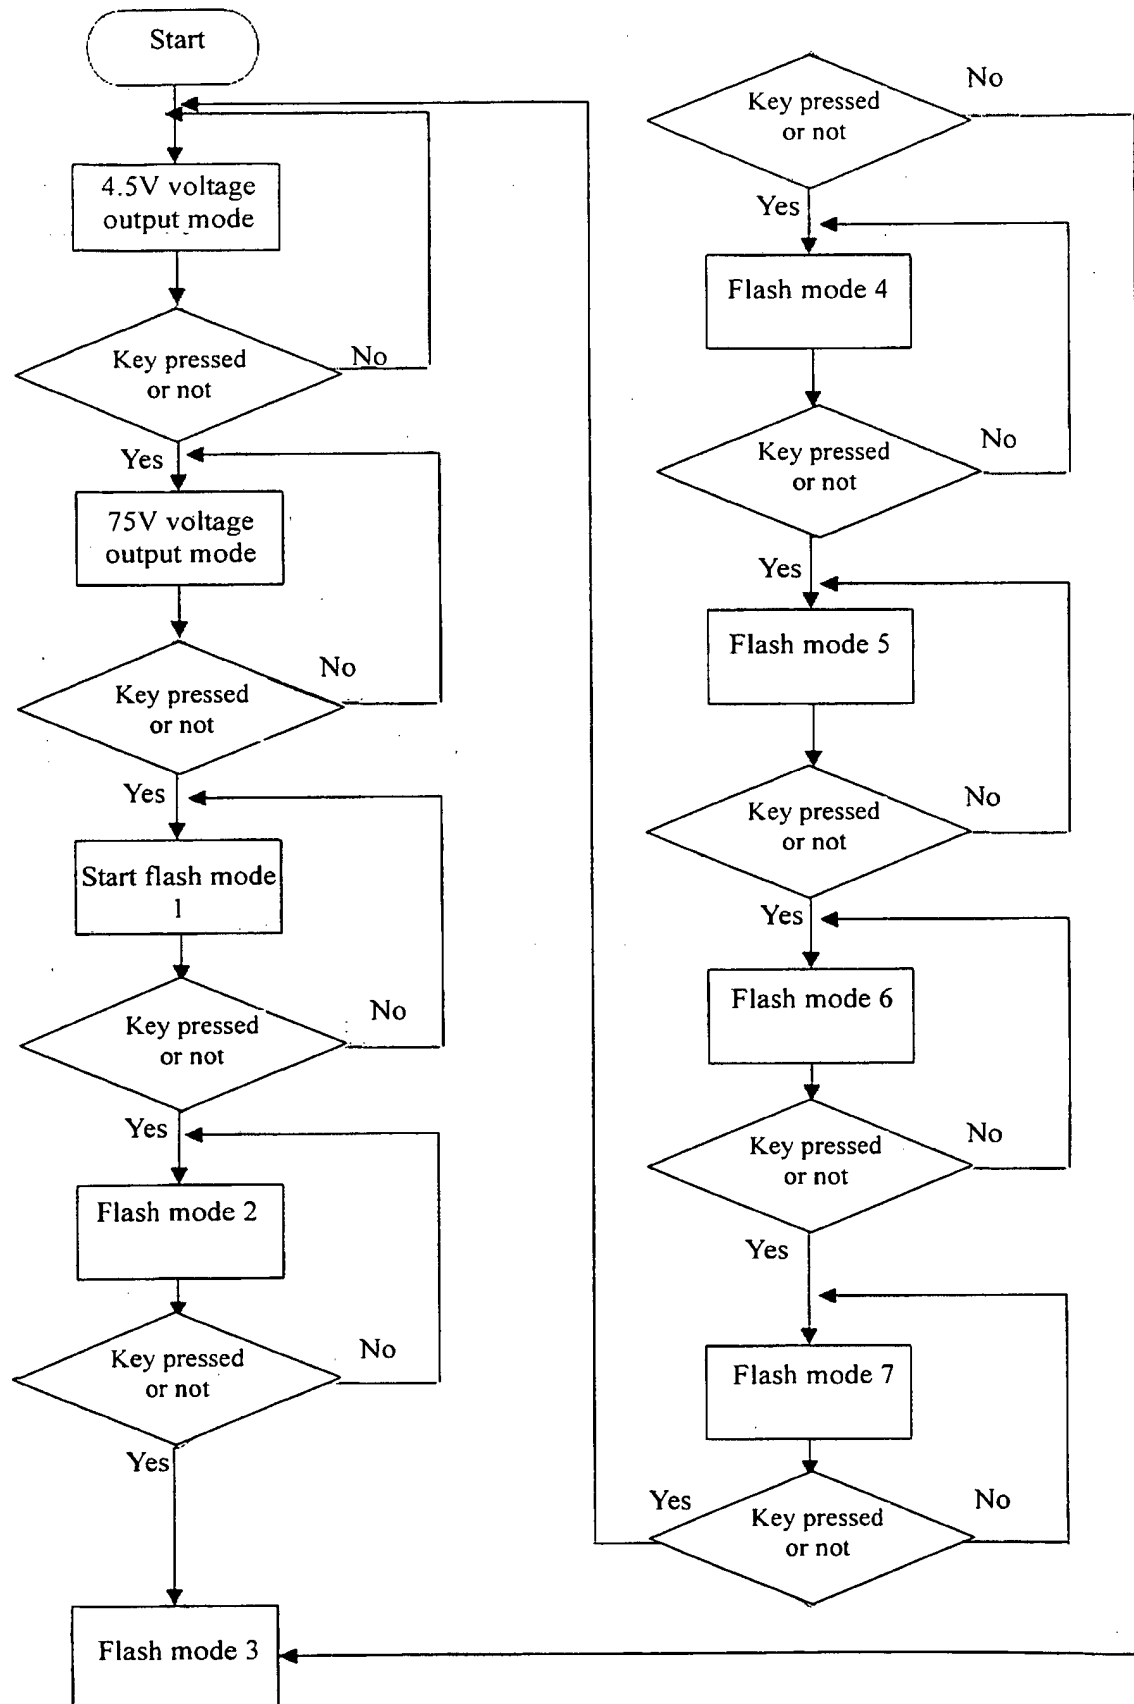 Start
4.5V voltage
output mode
Key pressed
or not
No
Yes
75V voltage
output mode
No
Key pressed
or not
Yes
Start flash mode
1
No
Key pressed
or not
Yes
Flash mode 2
No
Key pressed
or not
Yes
Flash mode 3
No
Key pressed
or not
Yes
Flash mode 4
No
Key pressed
or not
Yes
Flash mode 5
No
Key pressed
or not
Yes
Flash mode 6
No
Key pressed
or not
Yes
Flash mode 7
Yes
No
Key pressed
or not